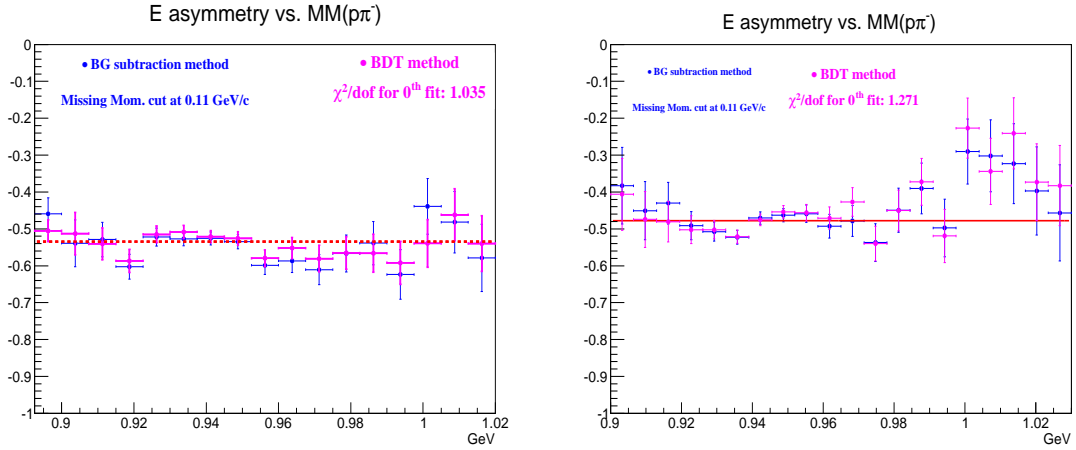 E asymmetry vs. MM(pπ⁻)
0
BG subtraction method
BDT method
Missing Mom. cut at 0.11 GeV/c
χ²/dof for 0ᵗʰ fit: 1.035
-0.1
-0.2
-0.3
-0.4
-0.5
-0.6
-0.7
-0.8
-0.9
-1
0.9 0.92 0.94 0.96 0.98 1 1.02
GeV
E asymmetry vs. MM(pπ⁻)
0
BG subtraction method
BDT method
Missing Mom. cut at 0.11 GeV/c
χ²/dof for 0ᵗʰ fit: 1.271
-0.1
-0.2
-0.3
-0.4
-0.5
-0.6
-0.7
-0.8
-0.9
-1
0.9 0.92 0.94 0.96 0.98 1 1.02
GeV